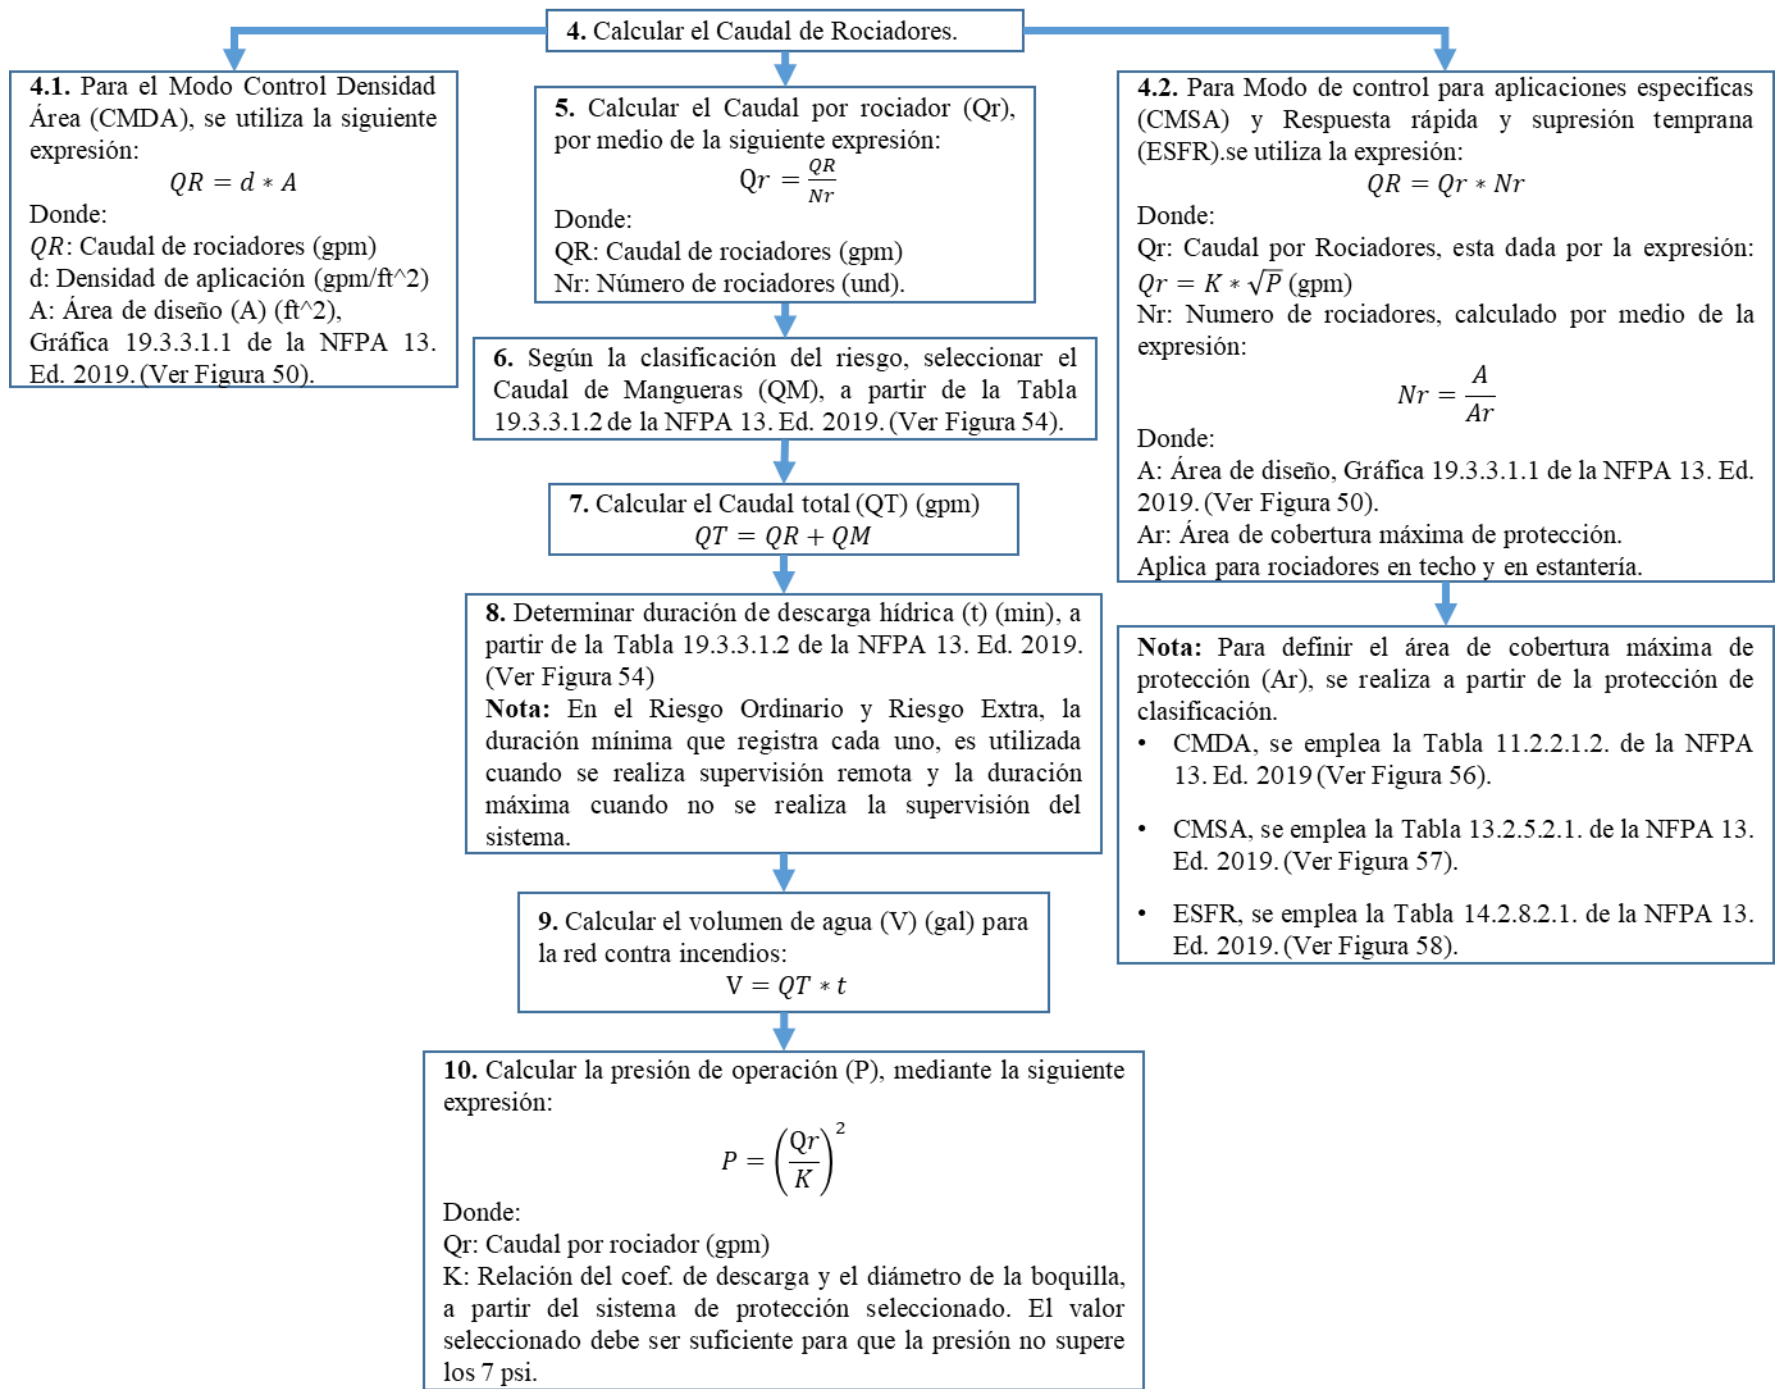 4. Calcular el Caudal de Rociadores.
4.1. Para el Modo Control Densidad
Área (CMDA), se utiliza la siguiente
expresión:
QR = d * A
Donde:
QR: Caudal de rociadores (gpm)
d: Densidad de aplicación (gpm/ft^2)
A: Área de diseño (A) (ft^2),
Gráfica 19.3.3.1.1 de la NFPA 13.
Ed. 2019. (Ver Figura 50).
5. Calcular el Caudal por rociador (Qr),
por medio de la siguiente expresión:
Qr = QR/Nr
Donde:
QR: Caudal de rociadores (gpm)
Nr: Número de rociadores (und).
6. Según la clasificación del riesgo, seleccionar el
Caudal de Mangueras (QM), a partir de la Tabla
19.3.3.1.2 de la NFPA 13. Ed. 2019. (Ver Figura 54).
7. Calcular el Caudal total (QT) (gpm)
QT = QR + QM
8. Determinar duración de descarga hídrica (t) (min), a
partir de la Tabla 19.3.3.1.2 de la NFPA 13. Ed. 2019.
(Ver Figura 54)
Nota: En el Riesgo Ordinario y Riesgo Extra, la
duración mínima que registra cada uno, es utilizada
cuando se realiza supervisión remota y la duración
máxima cuando no se realiza la supervisión del
sistema.
9. Calcular el volumen de agua (V) (gal) para
la red contra incendios:
V = QT * t
10. Calcular la presión de operación (P), mediante la siguiente
expresión:
P = (Qr/K)^2
Donde:
Qr: Caudal por rociador (gpm)
K: Relación del coef. de descarga y el diámetro de la boquilla,
a partir del sistema de protección seleccionado. El valor
seleccionado debe ser suficiente para que la presión no supere
los 7 psi.
4.2. Para Modo de control para aplicaciones especificas
(CMSA) y Respuesta rápida y supresión temprana
(ESFR).se utiliza la expresión:
QR = Qr * Nr
Donde:
Qr: Caudal por Rociadores, esta dada por la expresión:
Qr = K * √P (gpm)
Nr: Numero de rociadores, calculado por medio de la
expresión:
Nr = A/Ar
Donde:
A: Área de diseño, Gráfica 19.3.3.1.1 de la NFPA 13. Ed.
2019. (Ver Figura 50).
Ar: Área de cobertura máxima de protección.
Aplica para rociadores en techo y en estantería.
Nota: Para definir el área de cobertura máxima de
protección (Ar), se realiza a partir de la protección de
clasificación.
• CMDA, se emplea la Tabla 11.2.2.1.2. de la NFPA
13. Ed. 2019 (Ver Figura 56).
• CMSA, se emplea la Tabla 13.2.5.2.1. de la NFPA 13.
Ed. 2019. (Ver Figura 57).
• ESFR, se emplea la Tabla 14.2.8.2.1. de la NFPA 13.
Ed. 2019. (Ver Figura 58).